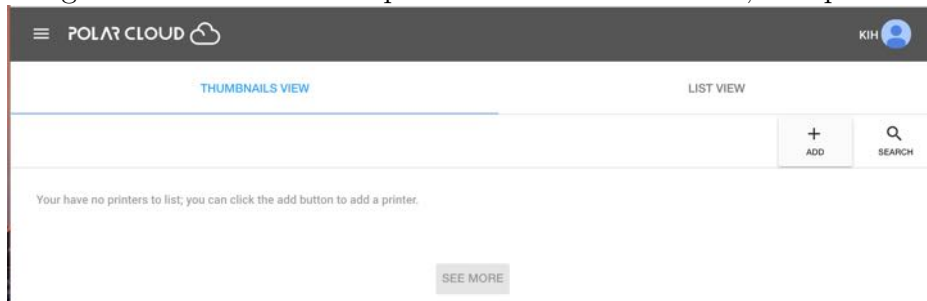 POLAR CLOUD
KIH
THUMBNAILS VIEW
LIST VIEW
ADD
SEARCH
Your have no printers to list; you can click the add button to add a printer.
SEE MORE